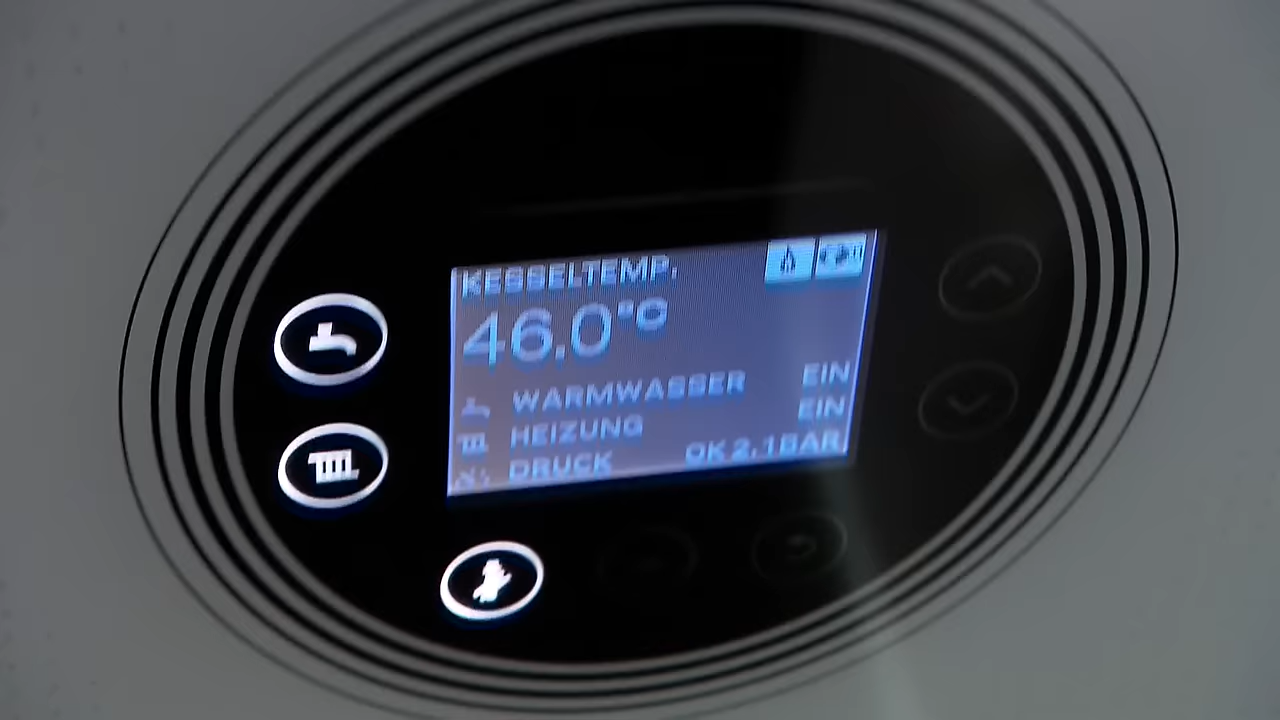 KESSELTEMP.
46.0°C
WARMWASSER EIN
HEIZUNG EIN
DRUCK OK 2.1BAR